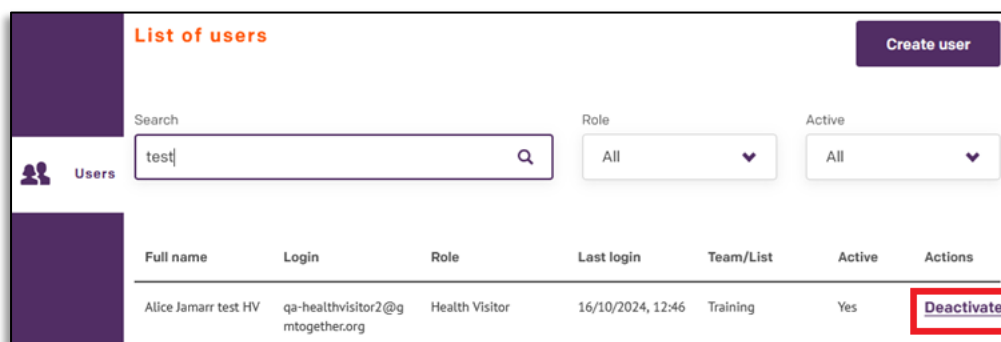 List of users
Create user
Search
Role
Active
test
All
All
Users
Full name
Login
Role
Last login
Team/List
Active
Actions
Alice Jamarr test HV
qa-healthvisitor2@g
mtogether.org
Health Visitor
16/10/2024, 12:46
Training
Yes
Deactivate